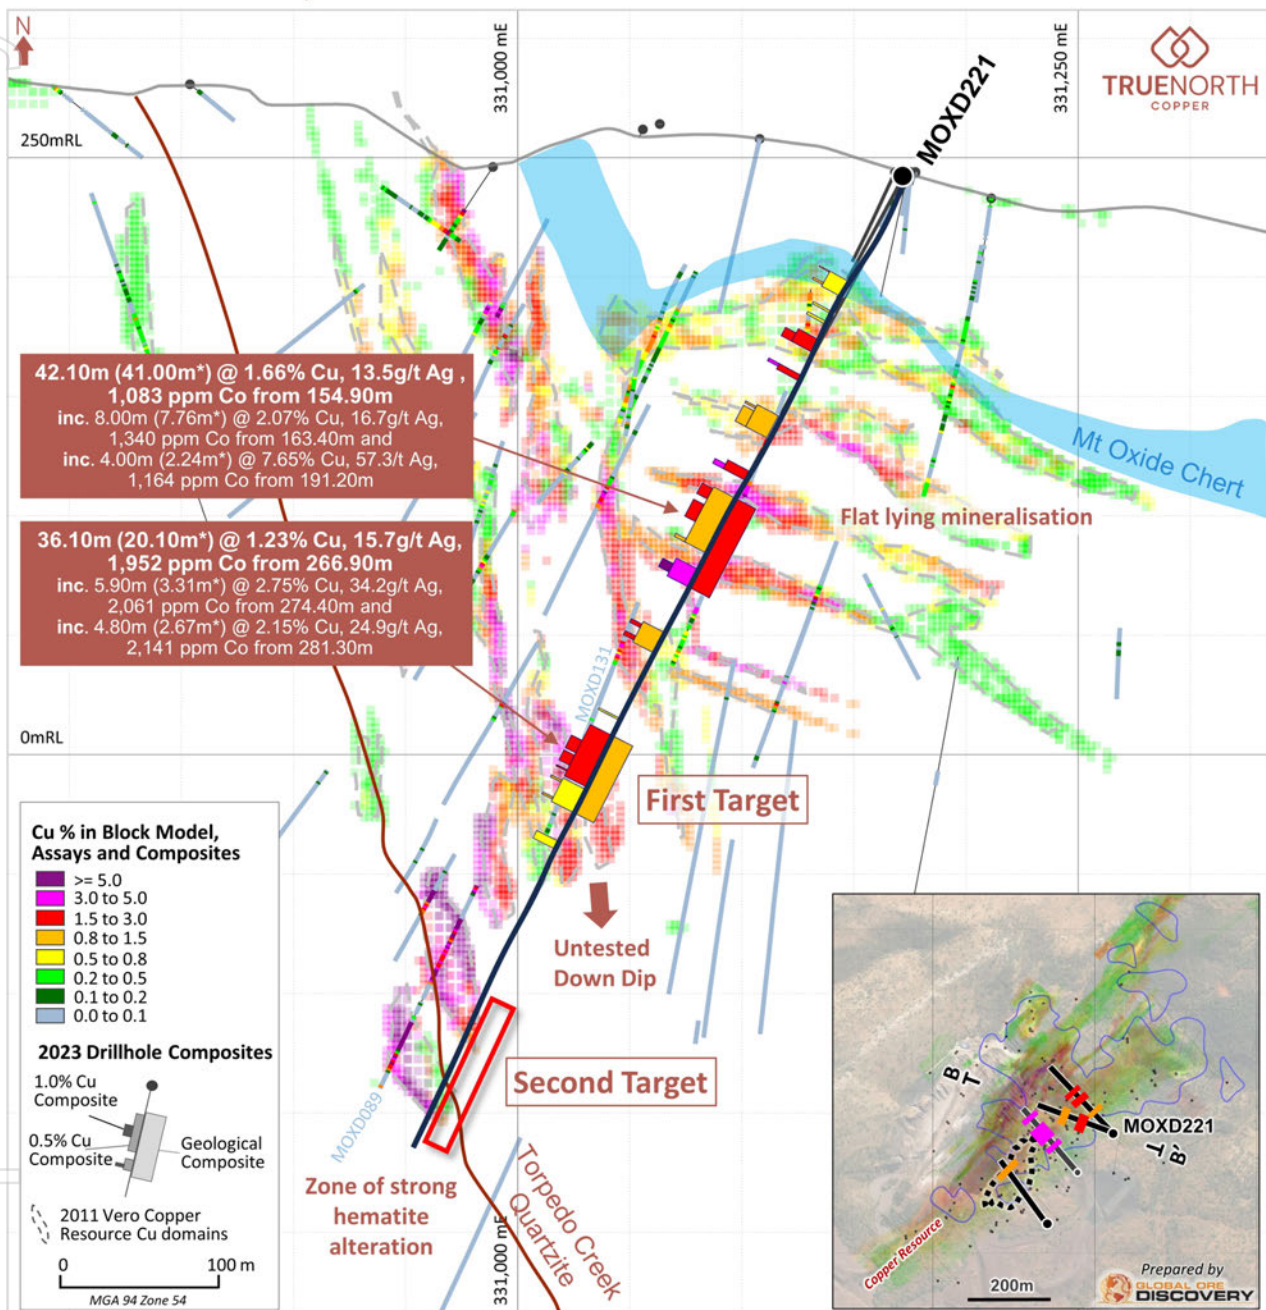 N
331,000 mE
MOXD221
331,250 mE
TRUENORTH
COPPER
250mRL
42.10m (41.00m*) @ 1.66% Cu, 13.5g/t Ag ,
1,083 ppm Co from 154.90m
inc. 8.00m (7.76m*) @ 2.07% Cu, 16.7g/t Ag,
1,340 ppm Co from 163.40m and
inc. 4.00m (2.24m*) @ 7.65% Cu, 57.3/t Ag,
1,164 ppm Co from 191.20m
Mt Oxide Chert
Flat lying mineralisation
36.10m (20.10m*) @ 1.23% Cu, 15.7g/t Ag,
1,952 ppm Co from 266.90m
inc. 5.90m (3.31m*) @ 2.75% Cu, 34.2g/t Ag,
2,061 ppm Co from 274.40m and
inc. 4.80m (2.67m*) @ 2.15% Cu, 24.9g/t Ag,
2,141 ppm Co from 281.30m
MOXD131
0mRL
First Target
Untested
Down Dip
Cu % in Block Model,
Assays and Composites
>= 5.0
3.0 to 5.0
1.5 to 3.0
0.8 to 1.5
0.5 to 0.8
0.2 to 0.5
0.1 to 0.2
0.0 to 0.1
2023 Drillhole Composites
1.0% Cu
Composite
0.5% Cu
Composite
Geological
Composite
2011 Vero Copper
Resource Cu domains
0 100 m
MGA 94 Zone 54
Second Target
MOXD089
Zone of strong
hematite
alteration
Torpedo Creek
Quartzite
331,000 mE
B
MOXD221
B'
Copper Resource
200m
Prepared by
GLOBAL ORE
DISCOVERY